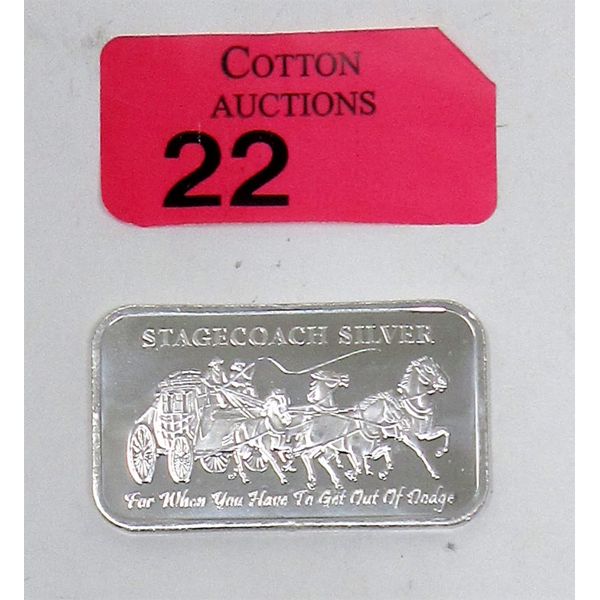 COTTON
AUCTIONS
22
STAGECOACH SILVER
For When You Have To Get Out Of Dodge